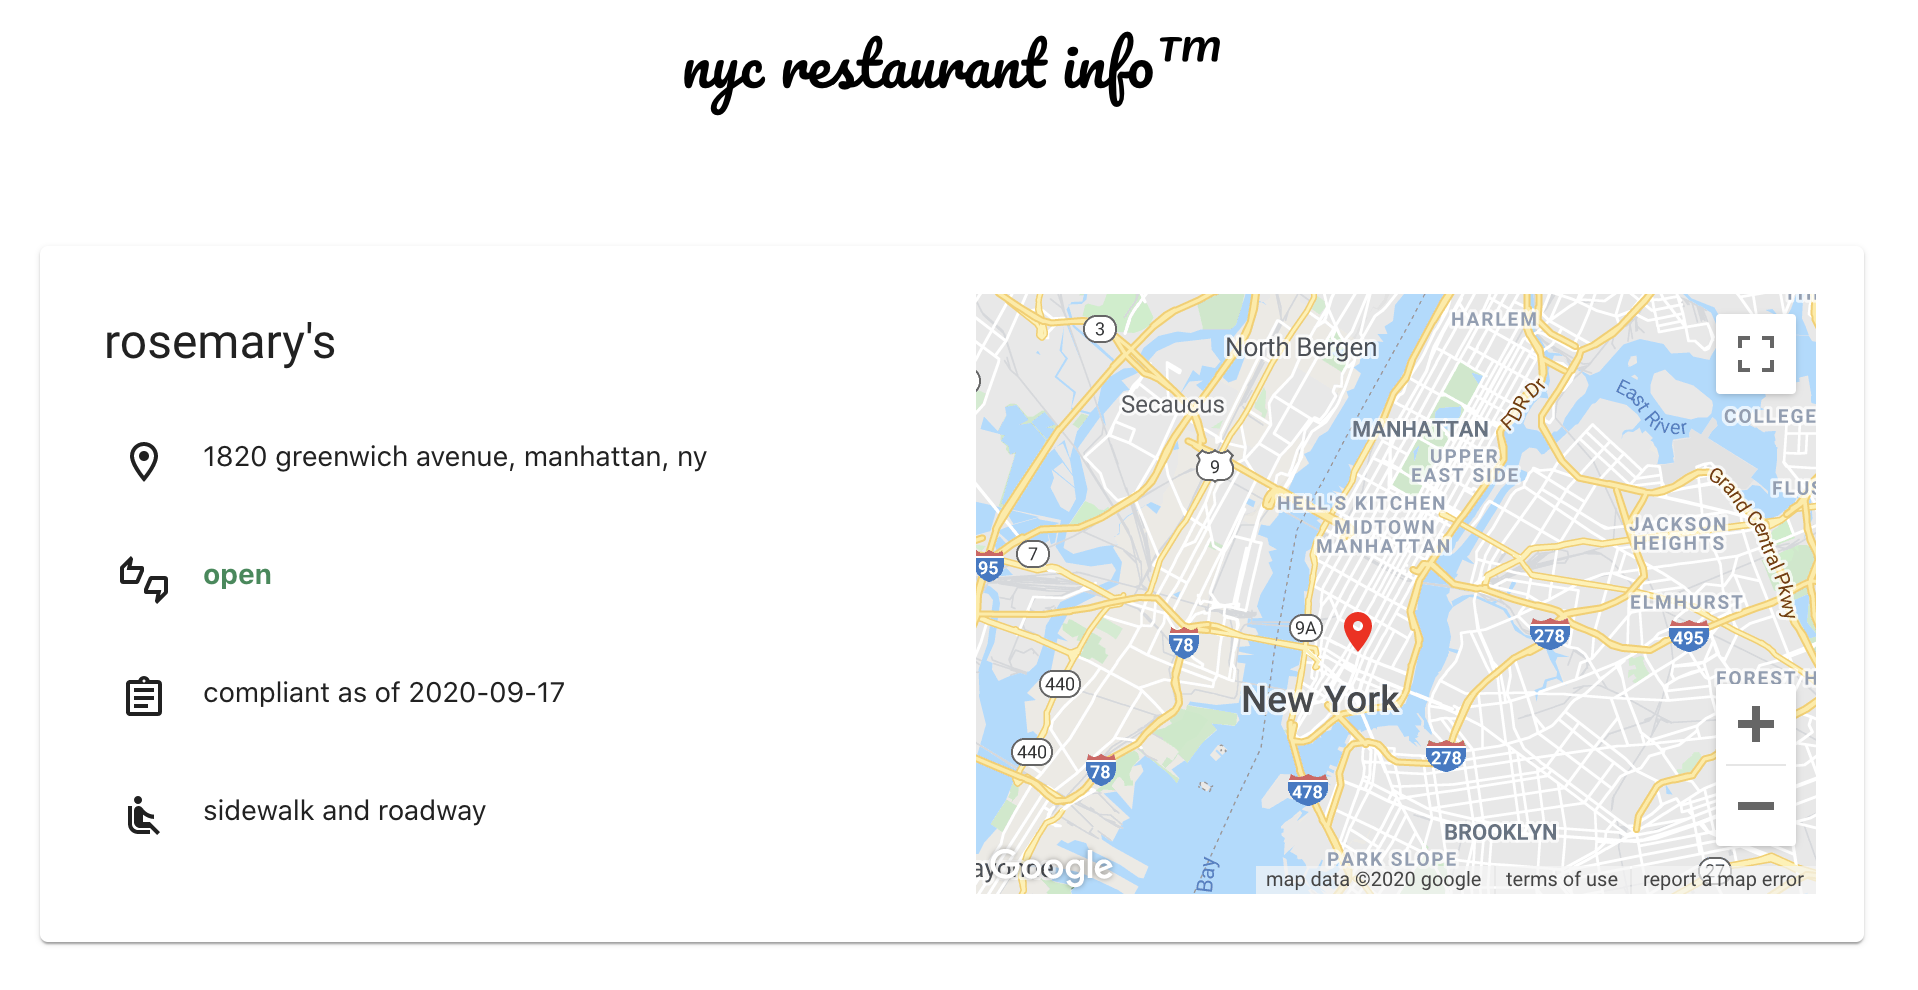 nyc restaurant info™
rosemary's
1820 greenwich avenue, manhattan, ny
open
compliant as of 2020-09-17
sidewalk and roadway
HARLEM
3
North Bergen
Secaucus
FDR Dr
East River
COLLEGE
MANHATTAN
UPPER
EAST SIDE
9
Grand Central Pkwy
FLUS
HELL'S KITCHEN
MIDTOWN
MANHATTAN
JACKSON
HEIGHTS
7
95
ELMHURST
9A
78
278
495
440
New York
FOREST H
440
78
278
478
BROOKLYN
PARK SLOPE
27
Bay
ayonne
Google
map data ©2020 google
terms of use
report a map error